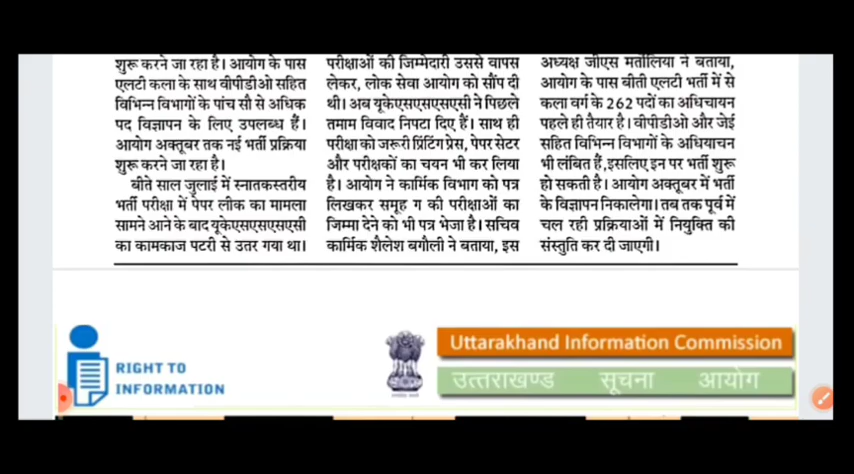 शुरू करने जा रहा है। आयोग के पास
एलटी कला के साथ वीपीडीओ सहित
विभिन्न विभागों के पांच सौ से अधिक
पद विज्ञापन के लिए उपलब्ध हैं।
आयोग अक्तूबर तक नई भर्ती प्रक्रिया
शुरू करने जा रहा है।
बीते साल जुलाई में स्नातकस्तरीय
भर्ती परीक्षा में पेपर लीक का मामला
सामने आने के बाद यूकेएसएसएससी
का कामकाज पटरी से उतर गया था।
परीक्षाओं की जिम्मेदारी उससे वापस
लेकर, लोक सेवा आयोग को सौंप दी
थी। अब यूकेएसएसएससी ने पिछले
तमाम विवाद निपटा दिए हैं। साथ ही
परीक्षा को जरूरी प्रिंटिंग प्रेस, पेपर सेटर
और परीक्षकों का चयन भी कर लिया
है। आयोग ने कार्मिक विभाग को पत्र
लिखकर समूह ग की परीक्षाओं का
जिम्मा देने को भी पत्र भेजा है। सचिव
कार्मिक शैलेश बगौली ने बताया, इस
अध्यक्ष जीएस मर्तोलिया ने बताया,
आयोग के पास बीती एलटी भर्ती में से
कला वर्ग के 262 पदों का अधिचायन
पहले ही तैयार है। वीपीडीओ और जेई
सहित विभिन्न विभागों के अधियाचन
भी लंबित हैं, इसलिए इन पर भर्ती शुरू
हो सकती है। आयोग अक्तूबर में भर्ती
के विज्ञापन निकालेगा। तब तक पूर्व में
चल रही प्रक्रियाओं में नियुक्ति की
संस्तुति कर दी जाएगी।
RIGHT TO
INFORMATION
Uttarakhand Information Commission
उत्तराखण्ड सूचना आयोग